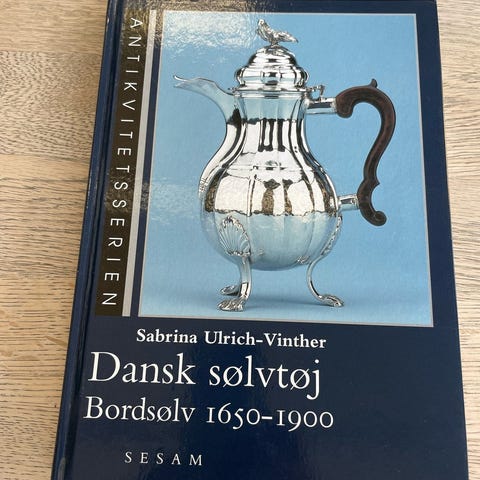 ANTIKVITETSSERIEN
Sabrina Ulrich-Vinther
Dansk sølvtøj
Bordsølv 1650-1900
SESAM